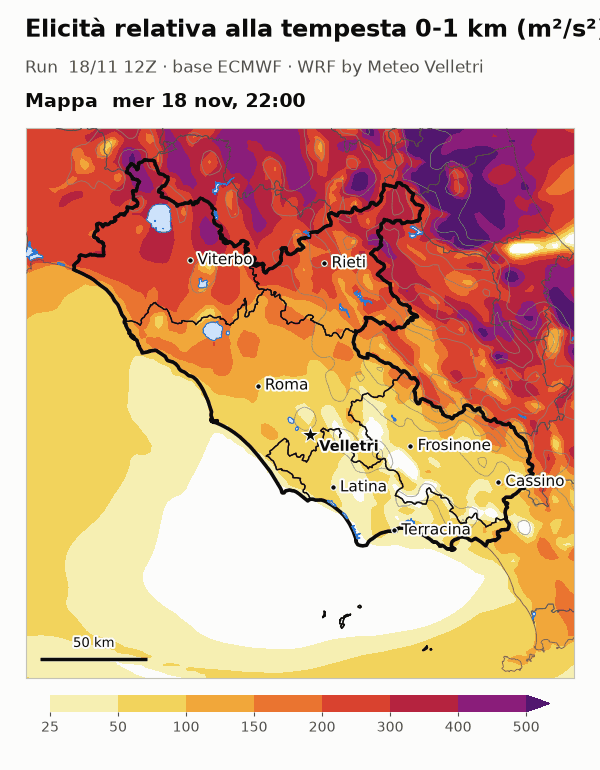 Elicità relativa alla tempesta 0-1 km (m²/s²)
Run  18/11 12Z · base ECMWF · WRF by Meteo Velletri
Mappa  mer 18 nov, 22:00
Viterbo
Rieti
Roma
Velletri
Frosinone
Latina
Cassino
Terracina
50 km
25 50 100 150 200 300 400 500